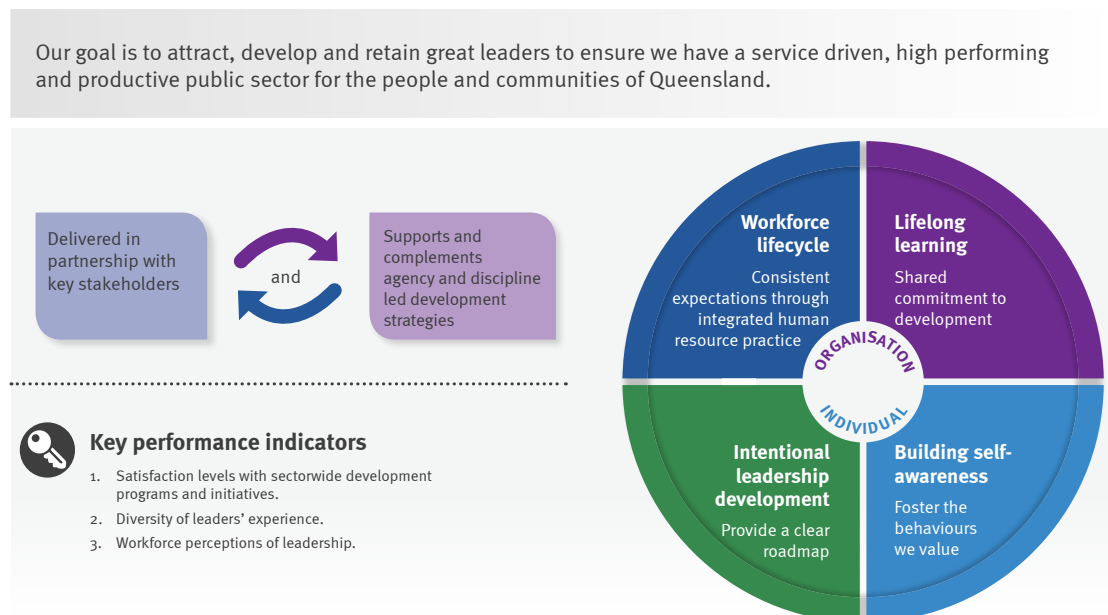 Our goal is to attract, develop and retain great leaders to ensure we have a service driven, high performing
and productive public sector for the people and communities of Queensland.
Delivered in
partnership with
key stakeholders
and
Supports and
complements
agency and discipline
led development
strategies
Key performance indicators
1. Satisfaction levels with sectorwide development
programs and initiatives.
2. Diversity of leaders’ experience.
3. Workforce perceptions of leadership.
Workforce
lifecycle
Consistent
expectations through
integrated human
resource practice
Lifelong
learning
Shared
commitment to
development
ORGANISATION
INDIVIDUAL
Intentional
leadership
development
Provide a clear
roadmap
Building self-
awareness
Foster the
behaviours
we value